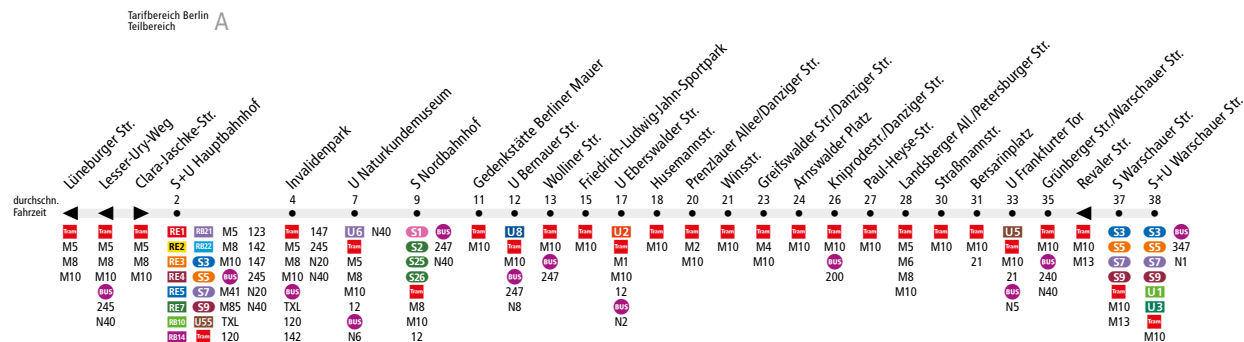 Tarifbereich Berlin
Teilbereich A
Lüneburger Str.
Lesser-Ury-Weg
Clara-Jaschke-Str.
S+U Hauptbahnhof
Invalidenpark
U Naturkundemuseum
S Nordbahnhof
Gedenkstätte Berliner Mauer
U Bernauer Str.
Wolliner Str.
Friedrich-Ludwig-Jahn-Sportpark
U Eberswalder Str.
Husemannstr.
Prenzlauer Allee/Danziger Str.
Winsstr.
Greifswalder Str./Danziger Str.
Arnswalder Platz
Kniprodestr./Danziger Str.
Paul-Heyse-Str.
Landsberger All./Petersburger Str.
Straßmannstr.
Bersarinplatz
U Frankfurter Tor
Grünberger Str./Warschauer Str.
Revaler Str.
S Warschauer Str.
S+U Warschauer Str.
durchschn. 2 4 7 9 11 12 13 15 17 18 20 21 23 24 26 27 28 30 31 33 35 37 38
Fahrzeit
Tram
M5
M8
M10
Tram
M5
M8
M10
BUS
245
N40
Tram
M5
M8
M10
RE1 RB21 M5 123
RE2 RB22 M8 142
RE3 S3 M10 147
RE4 S5 BUS 245
RE5 S7 M41 N20
RE7 S9 M85 N40
RB10 U55 TXL
RB14 Tram 120
Tram 147
M5 245
M8 N20
M10 N40
BUS
TXL
120
142
U6 N40
Tram
M5
M8
M10
12
BUS
N6
S1 BUS
S2 247
S25 N40
S26
Tram
M8
M10
12
Tram
M10
U8
Tram
M10
BUS
247
N8
Tram
M10
BUS
247
Tram
M10
U2
Tram
M1
M10
12
BUS
N2
Tram
M10
Tram
M2
M10
Tram
M10
Tram
M4
M10
Tram
M10
Tram
M10
BUS
200
Tram
M10
Tram
M5
M6
M8
M10
Tram
M10
Tram
M10
21
U5
Tram
M10
21
BUS
N5
Tram
M10
BUS
240
N40
Tram
M10
M13
S3
S5
S7
S9
Tram
M10
M13
S3 BUS
S5 347
S7 N1
S9
U1
U3
Tram
M10